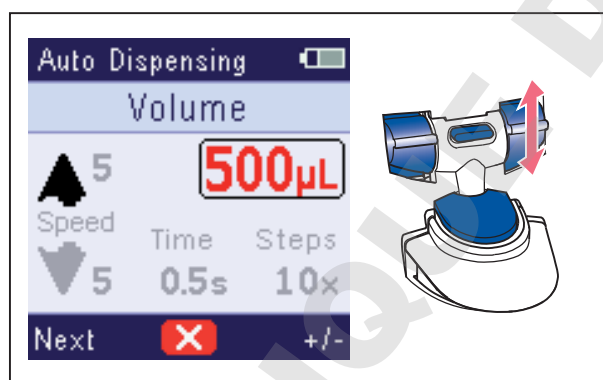 Auto Dispensing
Volume
5
500µL
Speed
Time
Steps
5
0.5s
10x
Next
+/-